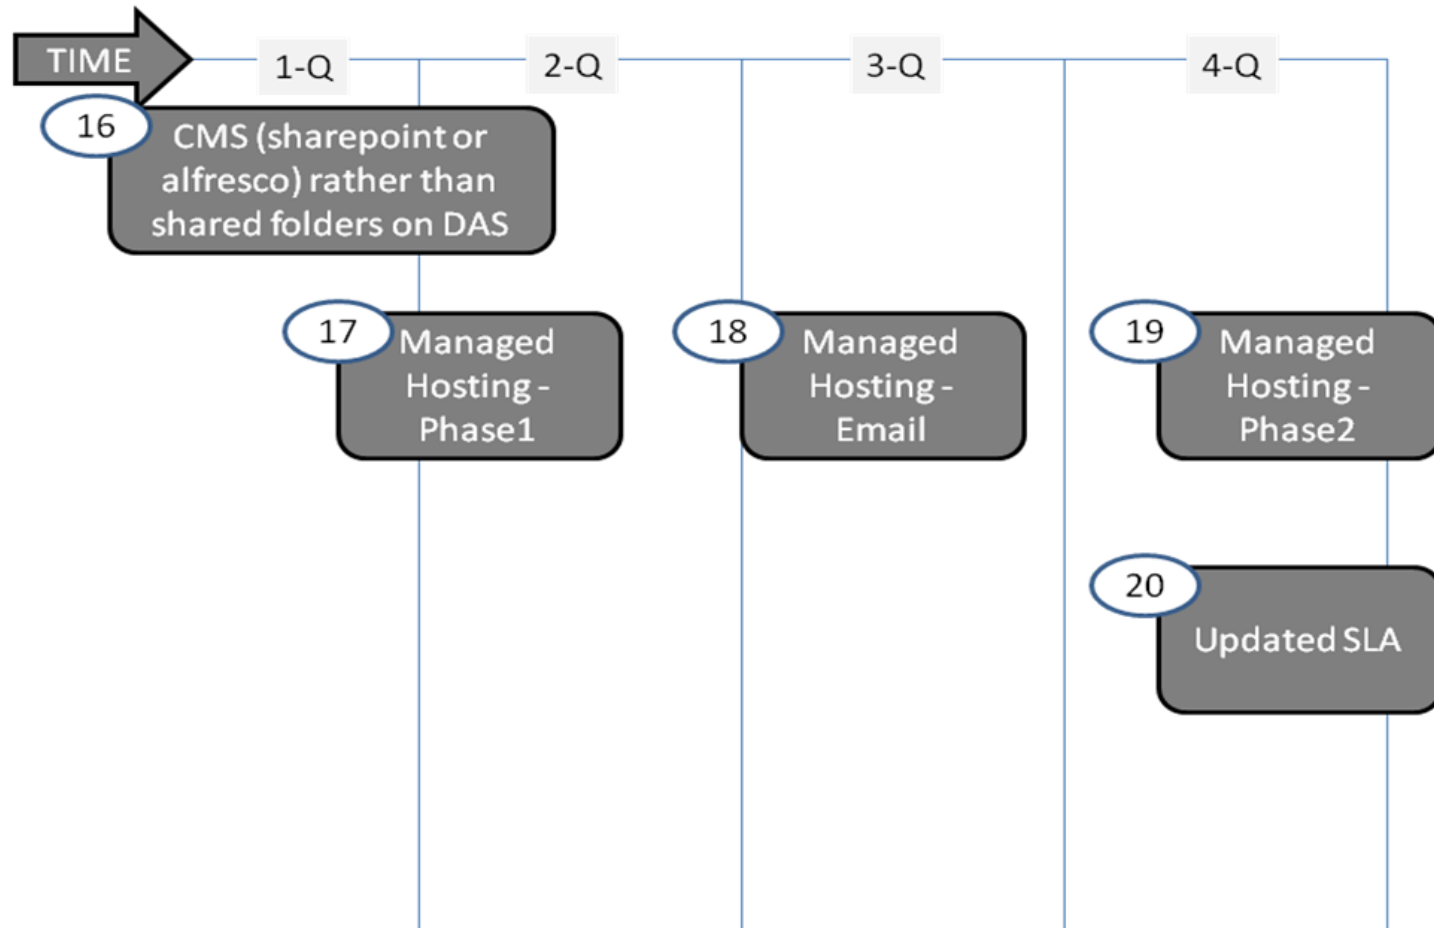 TIME
1-Q
2-Q
3-Q
4-Q
16
CMS (sharepoint or
alfresco) rather than
shared folders on DAS
17
Managed
Hosting -
Phase1
18
Managed
Hosting -
Email
19
Managed
Hosting -
Phase2
20
Updated SLA